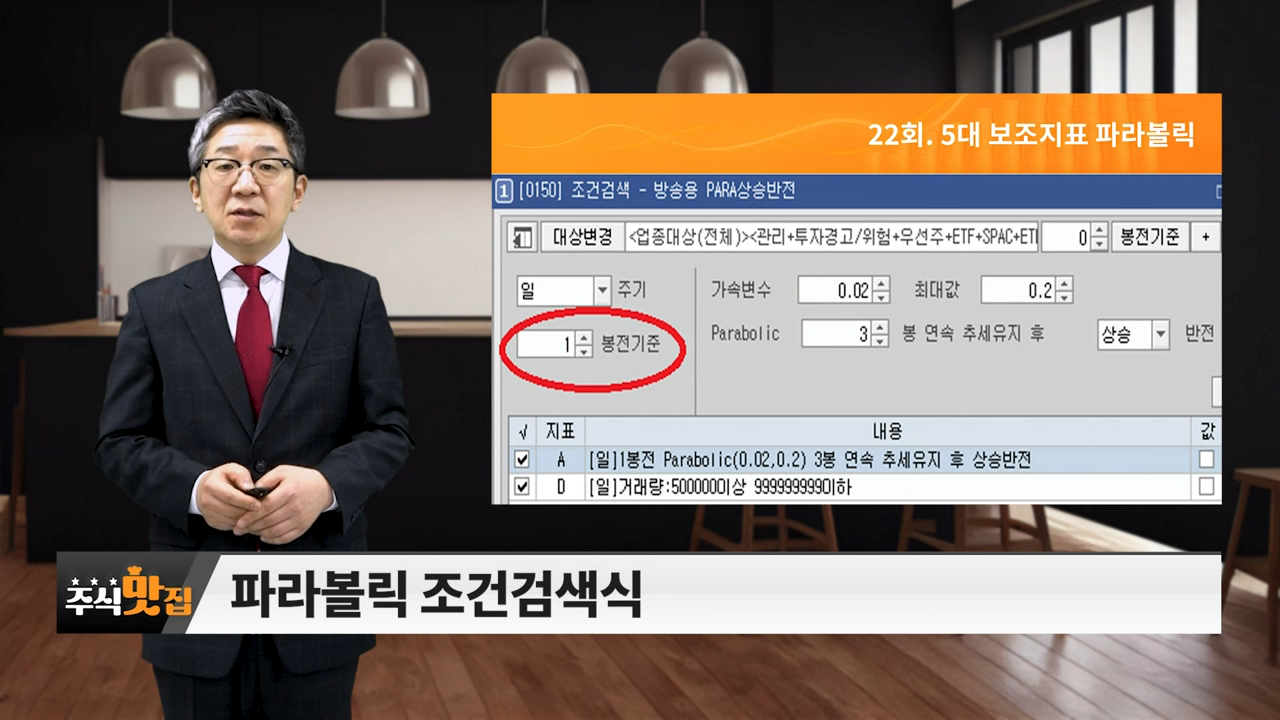 22회. 5대 보조지표 파라볼릭
1 [0150] 조건검색 - 방송용 PARA상승반전
대상변경 <업종대상(전체)><관리+투자경고/위험+우선주+ETF+SPAC+ETI 0 봉전기준 +
일 주기 가속변수 0.02 최대값 0.2
1 봉전기준 Parabolic 3 봉 연속 추세유지 후 상승 반전
√ 지표 내용 값
A [일]1봉전 Parabolic(0.02,0.2) 3봉 연속 추세유지 후 상승반전
D [일]거래량:500000이상 999999999이하
주식맛집
파라볼릭 조건검색식